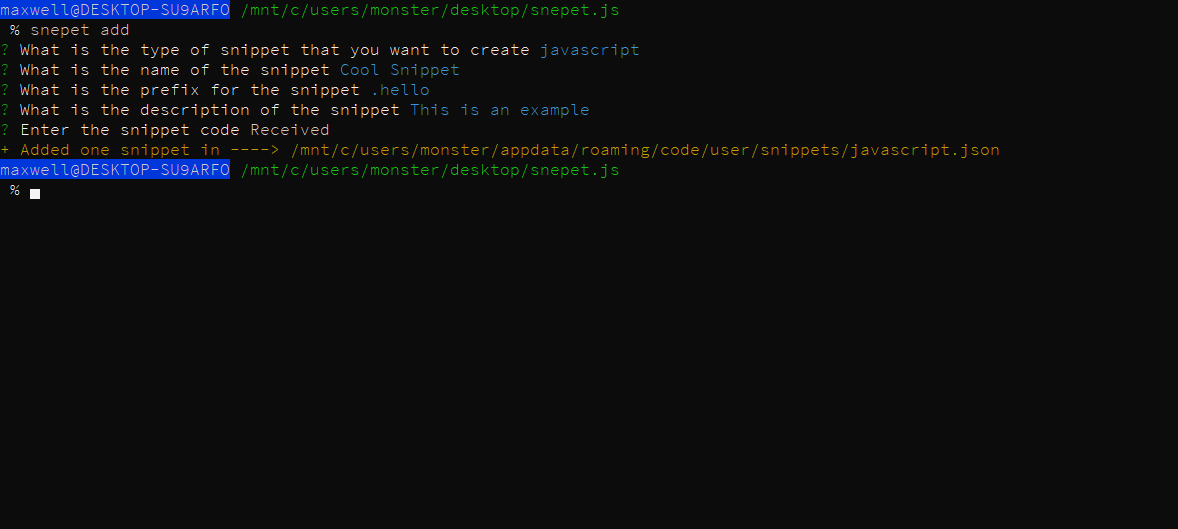 maxwell@DESKTOP-SU9ARFO /mnt/c/users/monster/desktop/snepet.js
% snepet add
? What is the type of snippet that you want to create javascript
? What is the name of the snippet Cool Snippet
? What is the prefix for the snippet .hello
? What is the description of the snippet This is an example
? Enter the snippet code Received
+ Added one snippet in ----> /mnt/c/users/monster/appdata/roaming/code/user/snippets/javascript.json
maxwell@DESKTOP-SU9ARFO /mnt/c/users/monster/desktop/snepet.js
%